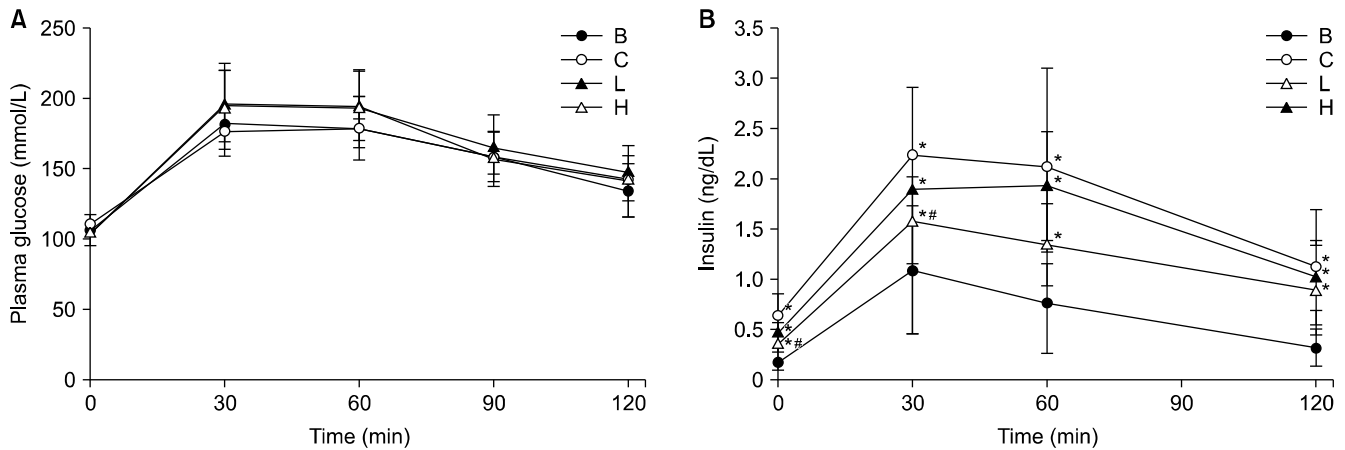 A
Plasma glucose (mmol/L)
250
200
150
100
50
0
0 30 60 90 120
Time (min)
B
C
L
H
B
Insulin (ng/dL)
3.5
3.0
2.5
2.0
1.5
1.0
0.5
0
0 30 60 90 120
Time (min)
B
C
L
H
*
*
*#
*
*
*#
*
*
*
*
*
*